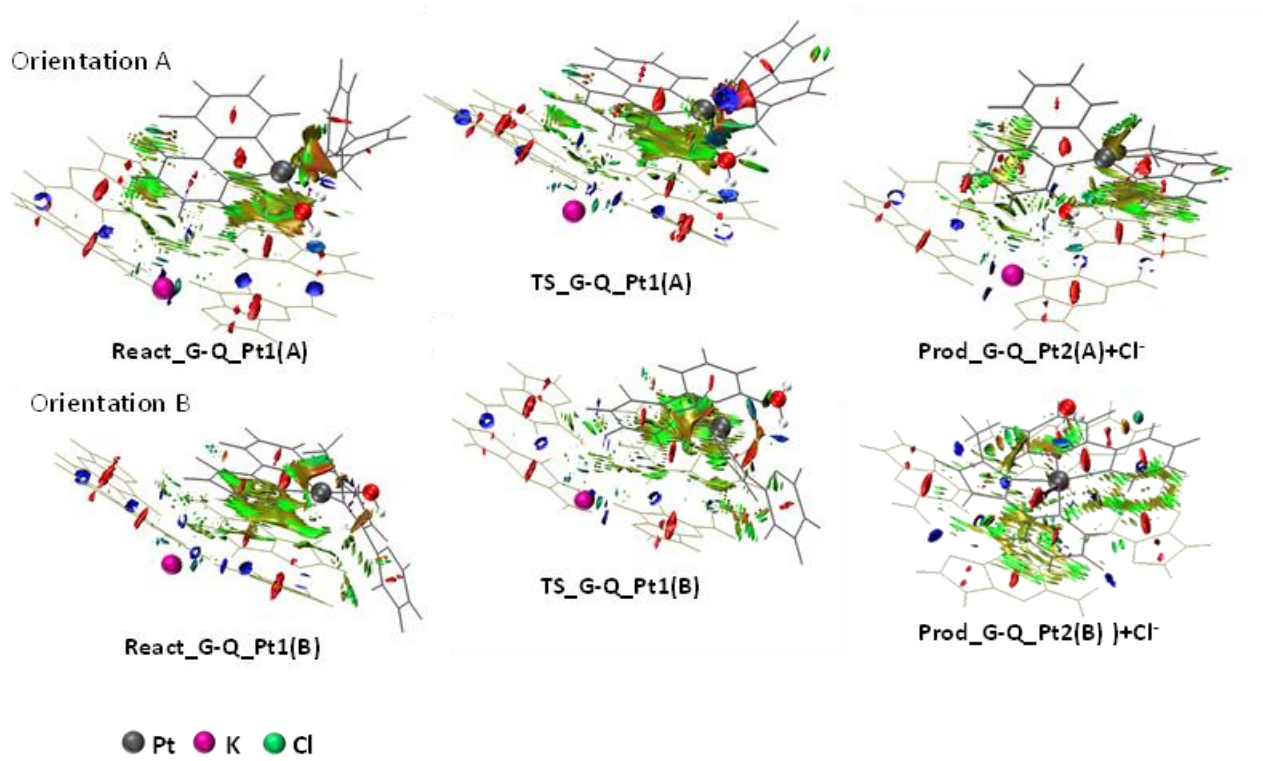 Orientation A
TS_G-Q_Pt1(A)
React_G-Q_Pt1(A)
Prod_G-Q_Pt2(A)+Cl⁻
Orientation B
TS_G-Q_Pt1(B)
React_G-Q_Pt1(B)
Prod_G-Q_Pt2(B) )+Cl⁻
Pt K Cl